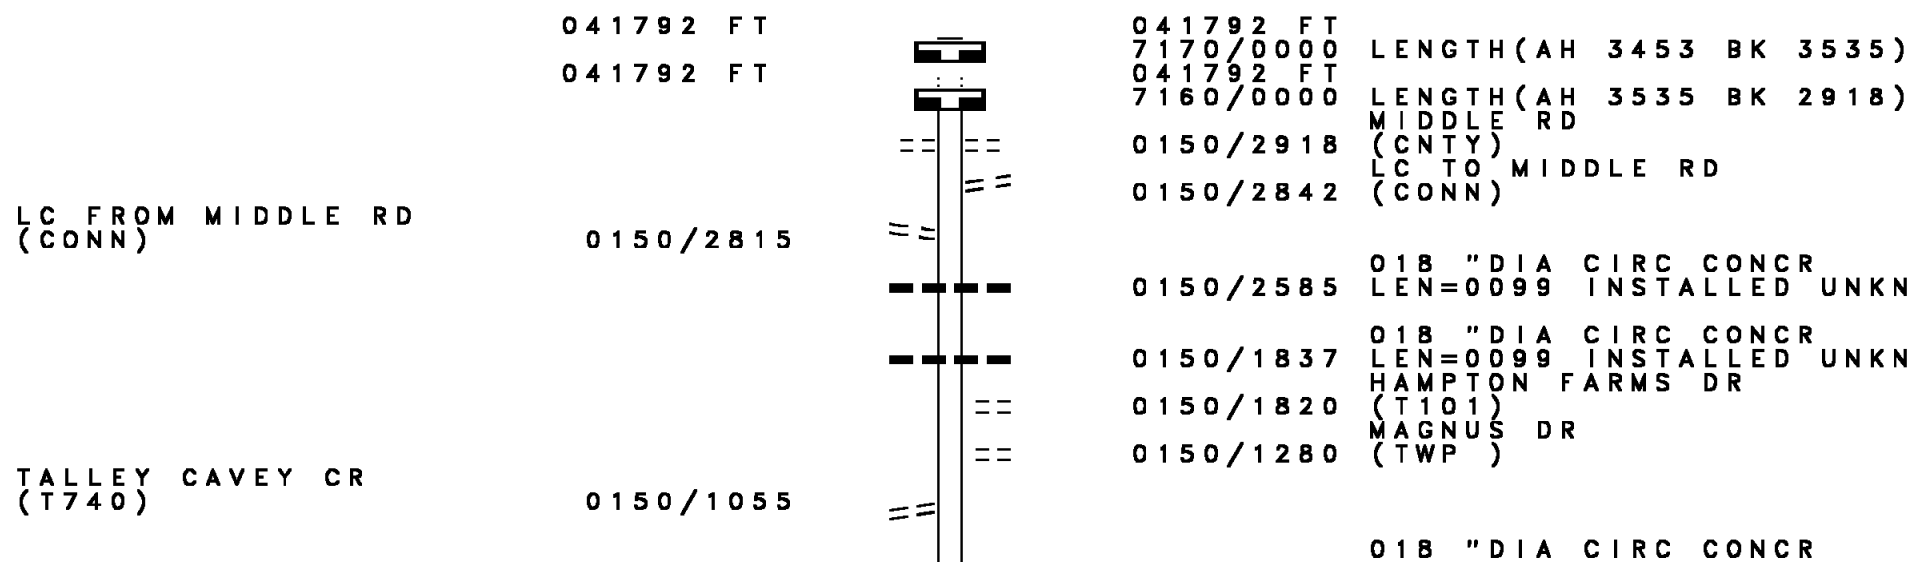 041792 FT 041792 FT
7170/0000 LENGTH(AH 3453 BK 3535)
041792 FT 041792 FT
7160/0000 LENGTH(AH 3535 BK 2918)
MIDDLE RD
0150/2918 (CNTY)
LC TO MIDDLE RD
0150/2842 (CONN)
LC FROM MIDDLE RD
(CONN) 0150/2815
018 "DIA CIRC CONCR
0150/2585 LEN=0099 INSTALLED UNKN
018 "DIA CIRC CONCR
0150/1837 LEN=0099 INSTALLED UNKN
HAMPTON FARMS DR
0150/1820 (T101)
MAGNUS DR
0150/1280 (TWP )
TALLEY CAVEY CR
(T740) 0150/1055
018 "DIA CIRC CONCR